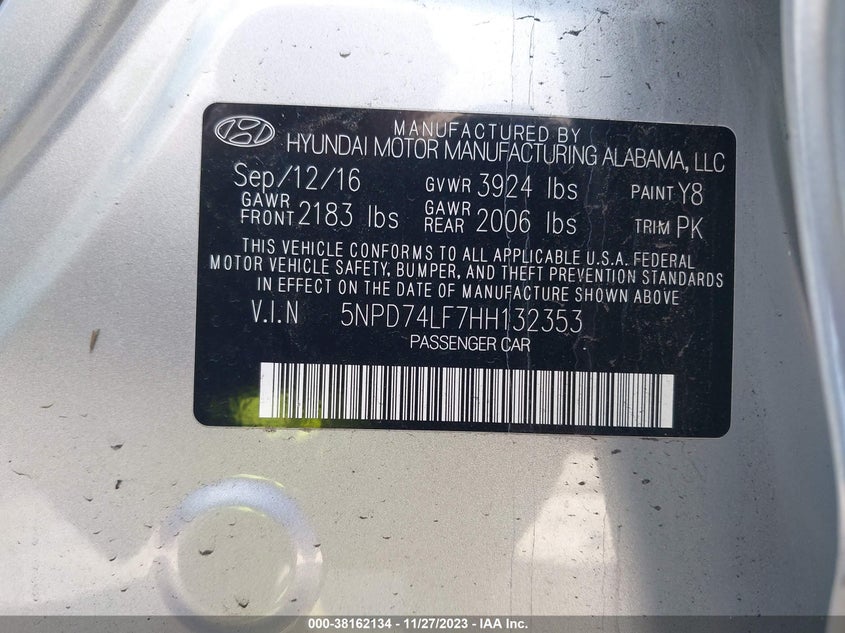 MANUFACTURED BY
HYUNDAI MOTOR MANUFACTURING ALABAMA, LLC
Sep/12/16 GVWR 3924 lbs PAINT Y8
GAWR FRONT 2183 lbs GAWR REAR 2006 lbs TRIM PK
THIS VEHICLE CONFORMS TO ALL APPLICABLE U.S.A. FEDERAL
MOTOR VEHICLE SAFETY, BUMPER, AND THEFT PREVENTION STANDARDS
IN EFFECT ON THE DATE OF MANUFACTURE SHOWN ABOVE
V.I.N 5NPD74LF7HH132353
PASSENGER CAR
000-38162134 - 11/27/2023 - IAA Inc.